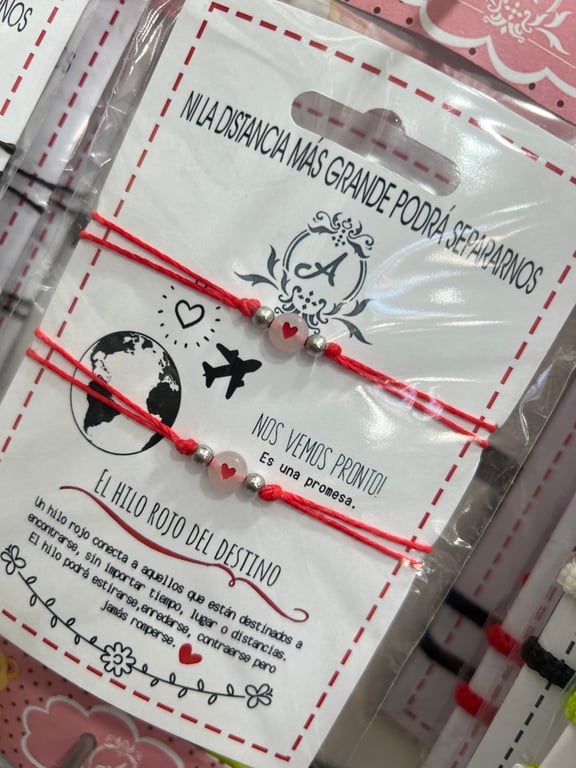 NOS
NI LA DISTANCIA MÁS GRANDE PODRÁ SEPARARNOS
A
NOS VEMOS PRONTO!
Es una promesa.
EL HILO ROJO DEL DESTINO
Un hilo rojo conecta a aquellos que están destinados a
encontrarse, sin importar tiempo, lugar o distancias.
El hilo podrá estirarse,enredarse, contraerse pero
jamás romperse.